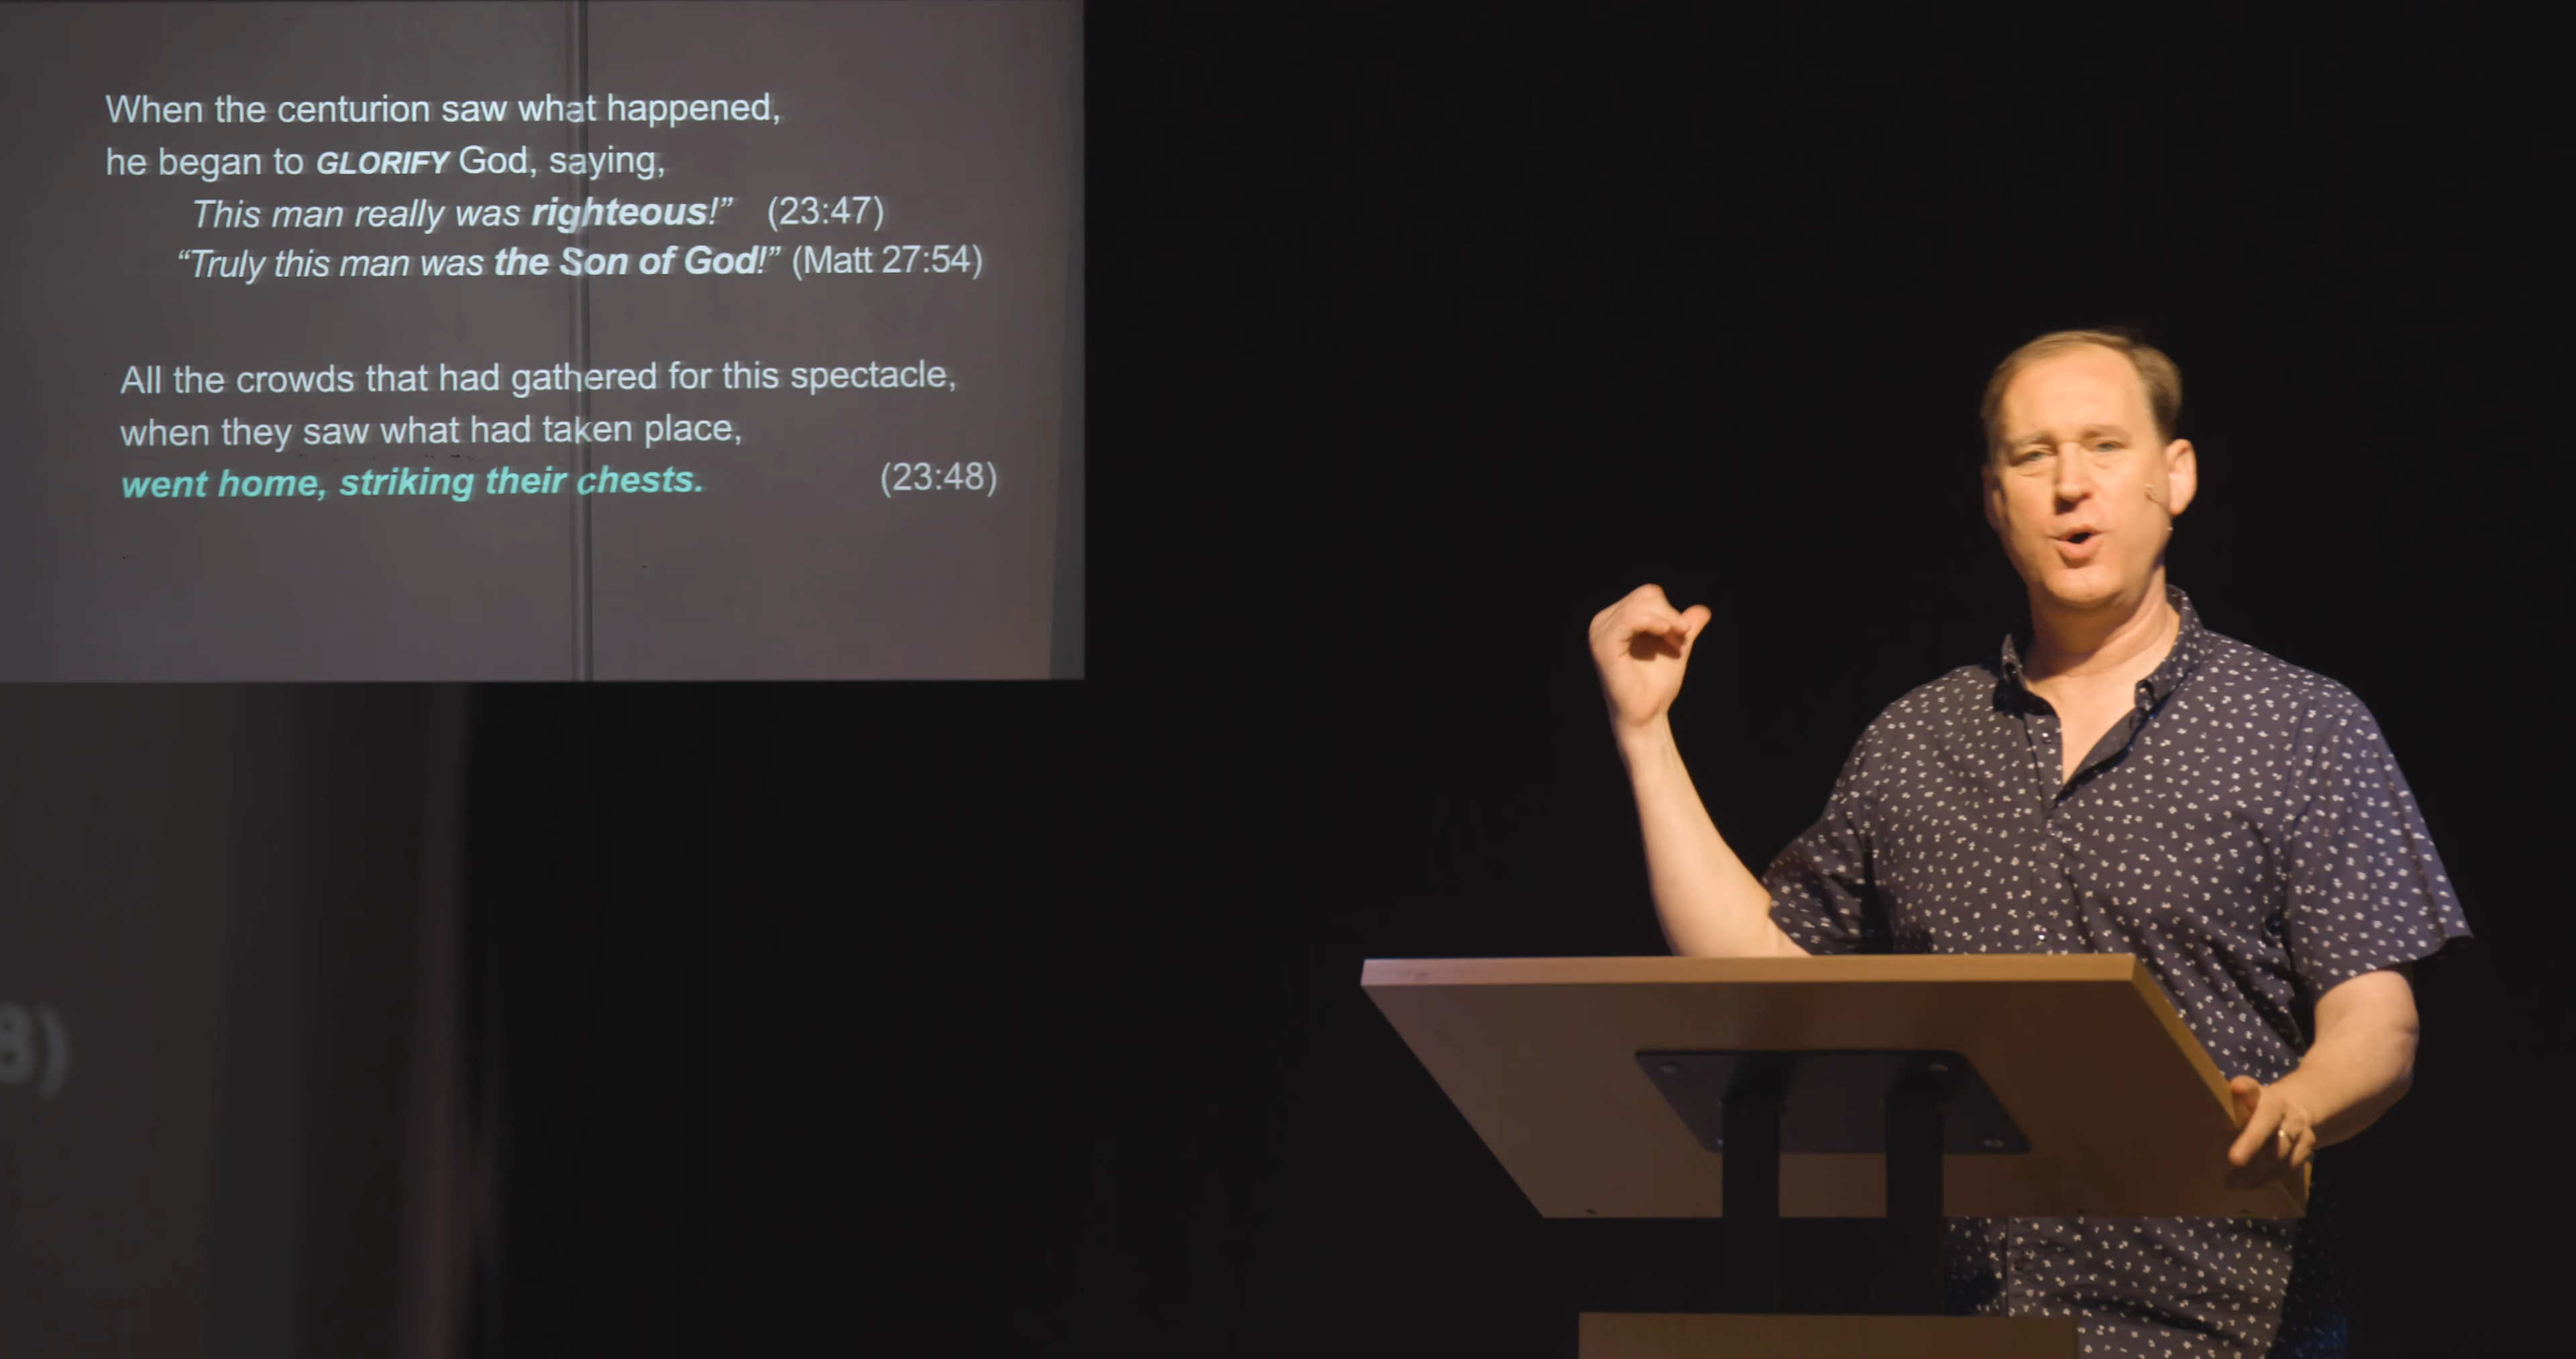 When the centurion saw what happened,
he began to GLORIFY God, saying,
This man really was righteous!” (23:47)
“Truly this man was the Son of God!” (Matt 27:54)
All the crowds that had gathered for this spectacle,
when they saw what had taken place,
went home, striking their chests. (23:48)
8)